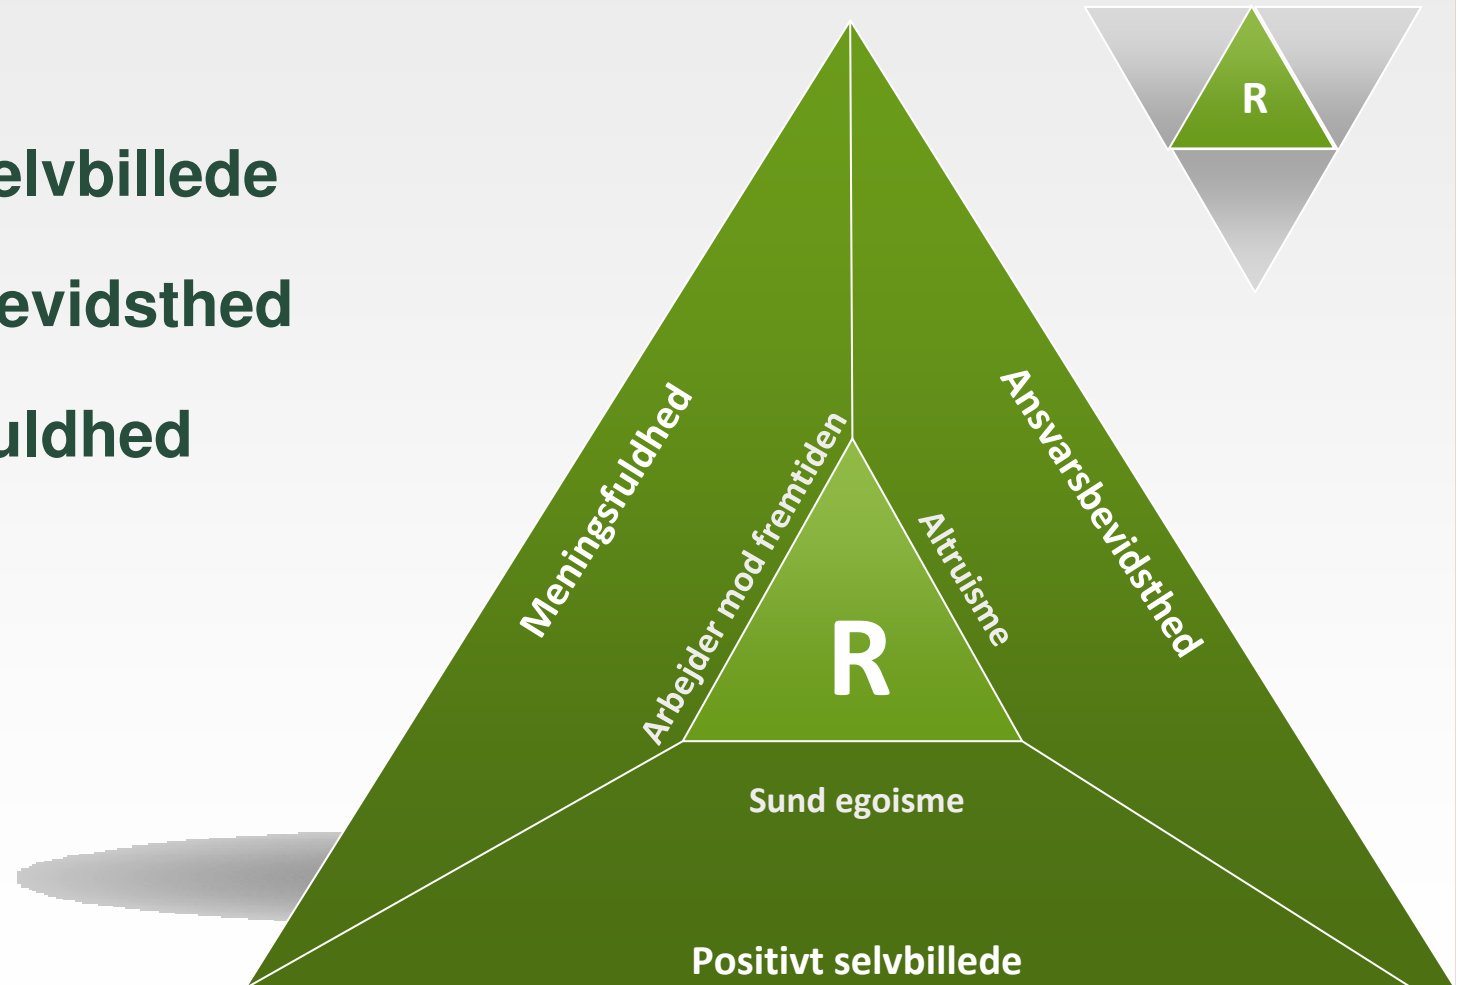 elvbillede
evidsthed
uldhed
R
Meningsfuldhed
Arbejder mod fremtiden
Altruisme
Ansvarsbevidsthed
R
Sund egoisme
Positivt selvbillede